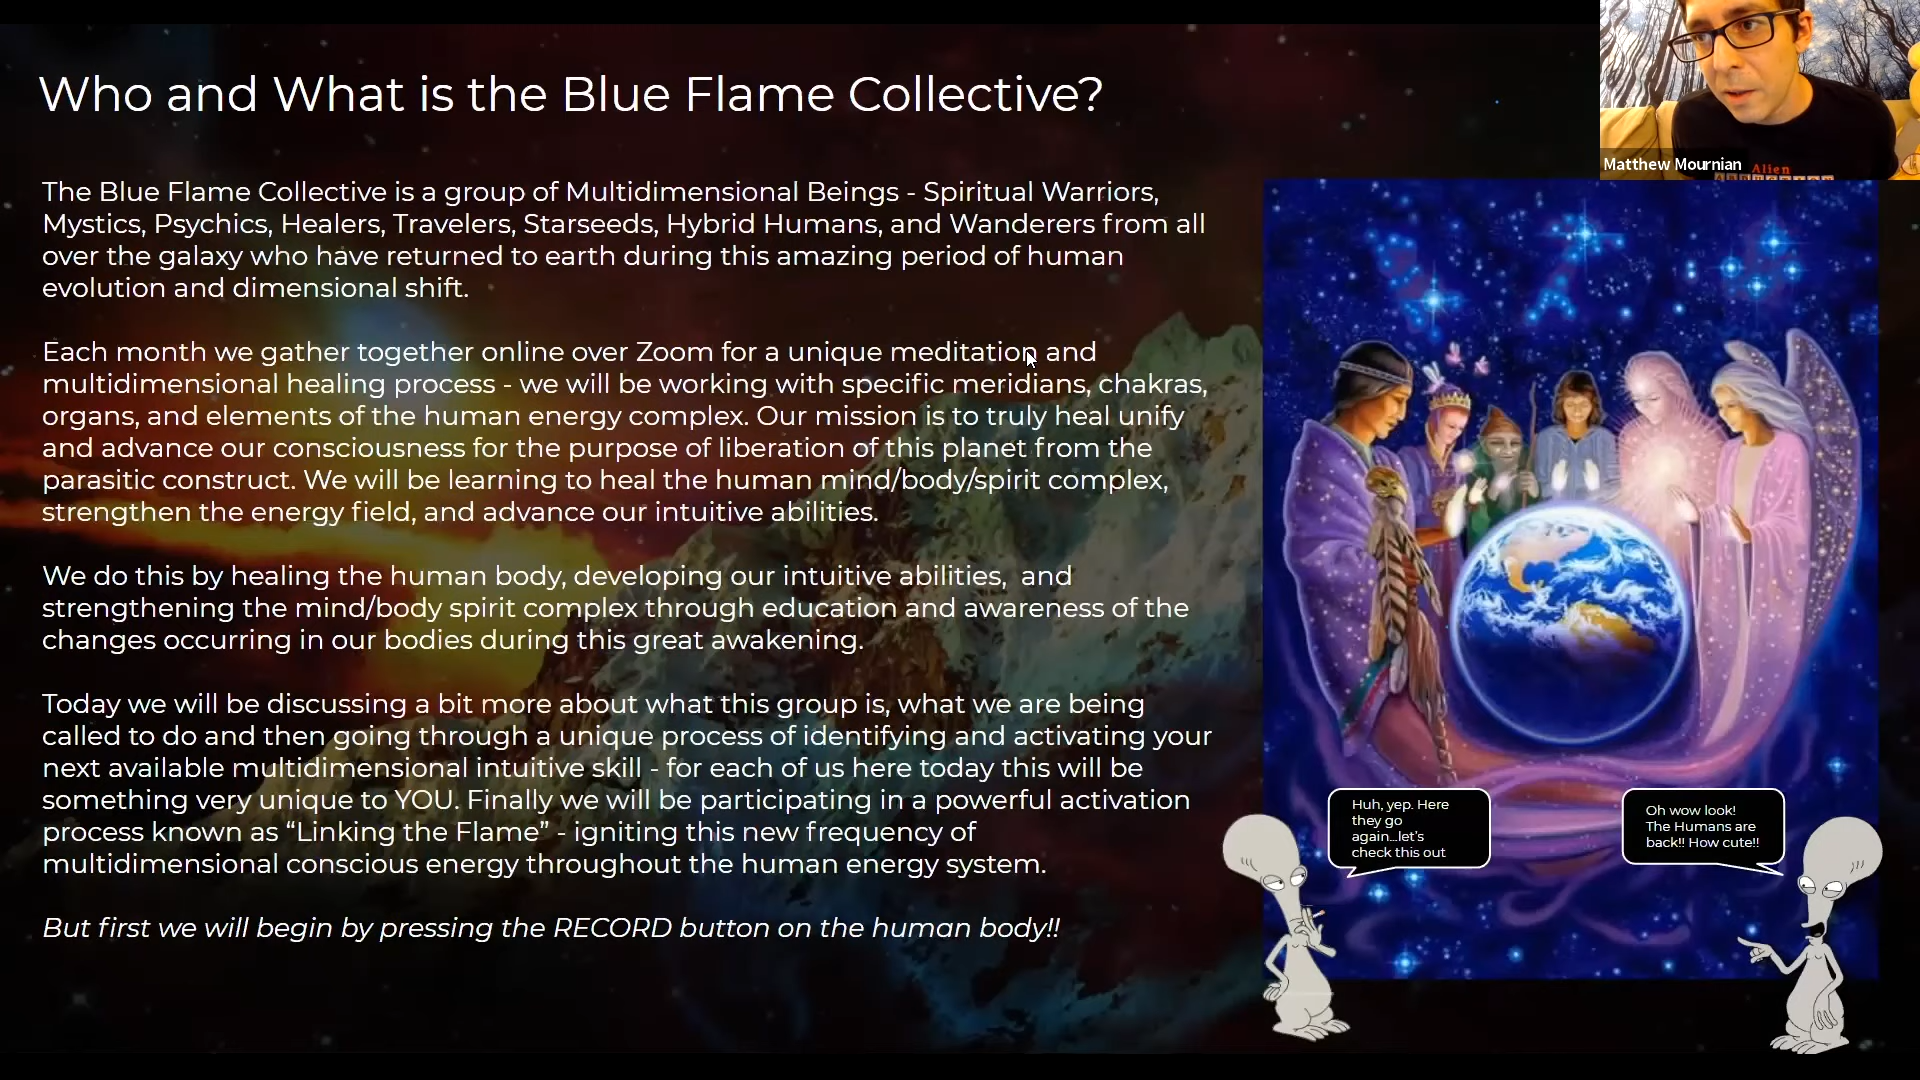 Who and What is the Blue Flame Collective?
The Blue Flame Collective is a group of Multidimensional Beings - Spiritual Warriors,
Mystics, Psychics, Healers, Travelers, Starseeds, Hybrid Humans, and Wanderers from all
over the galaxy who have returned to earth during this amazing period of human
evolution and dimensional shift.
Each month we gather together online over Zoom for a unique meditation and
multidimensional healing process - we will be working with specific meridians, chakras,
organs, and elements of the human energy complex. Our mission is to truly heal unify
and advance our consciousness for the purpose of liberation of this planet from the
parasitic construct. We will be learning to heal the human mind/body/spirit complex,
strengthen the energy field, and advance our intuitive abilities.
We do this by healing the human body, developing our intuitive abilities,  and
strengthening the mind/body spirit complex through education and awareness of the
changes occurring in our bodies during this great awakening.
Today we will be discussing a bit more about what this group is, what we are being
called to do and then going through a unique process of identifying and activating your
next available multidimensional intuitive skill - for each of us here today this will be
something very unique to YOU. Finally we will be participating in a powerful activation
process known as “Linking the Flame” - igniting this new frequency of
multidimensional conscious energy throughout the human energy system.
But first we will begin by pressing the RECORD button on the human body!!
Matthew Mournian
Alien
Huh, yep. Here
they go
again...let's
check this out
Oh wow look!
The Humans are
back!! How cute!!